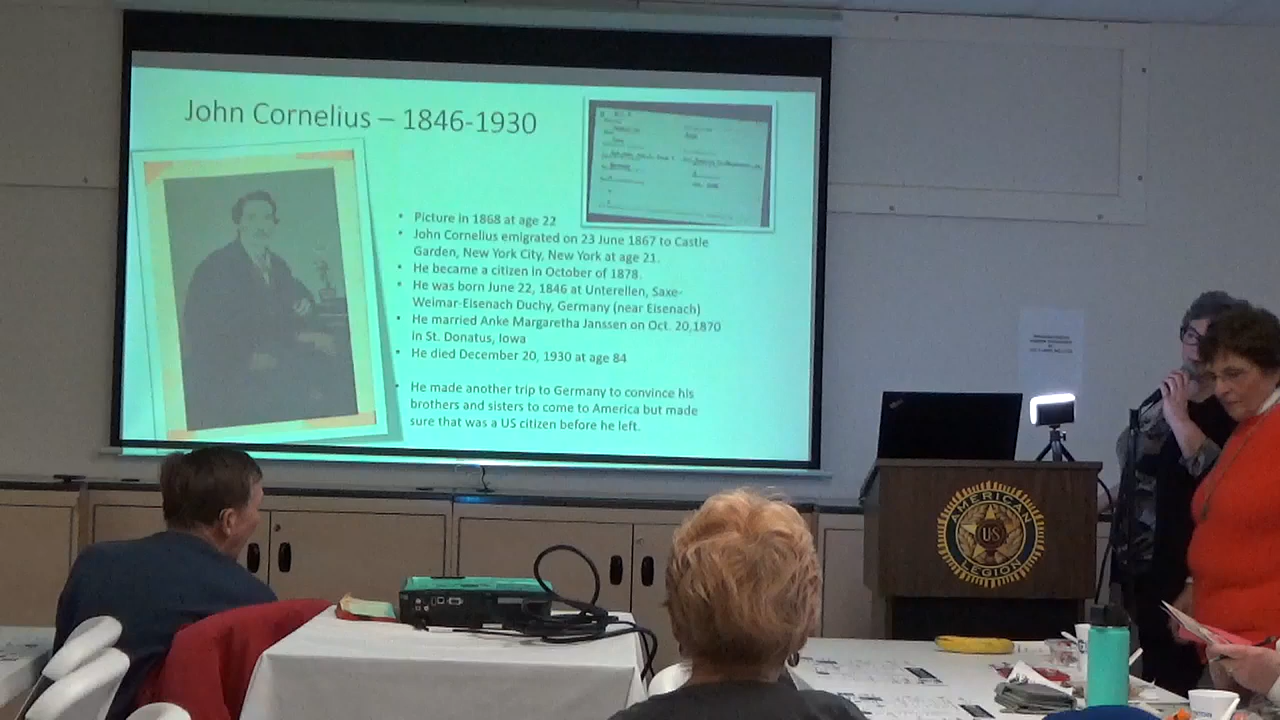 John Cornelius – 1846-1930
• Picture in 1868 at age 22
• John Cornelius emigrated on 23 June 1867 to Castle
Garden, New York City, New York at age 21.
• He became a citizen in October of 1878.
• He was born June 22, 1846 at Unterellen, Saxe-
Weimar-Eisenach Duchy, Germany (near Eisenach)
• He married Anke Margaretha Janssen on Oct. 20,1870
in St. Donatus, Iowa
• He died December 20, 1930 at age 84
• He made another trip to Germany to convince his
brothers and sisters to come to America but made
sure that was a US citizen before he left.
AMERICAN
US
LEGION